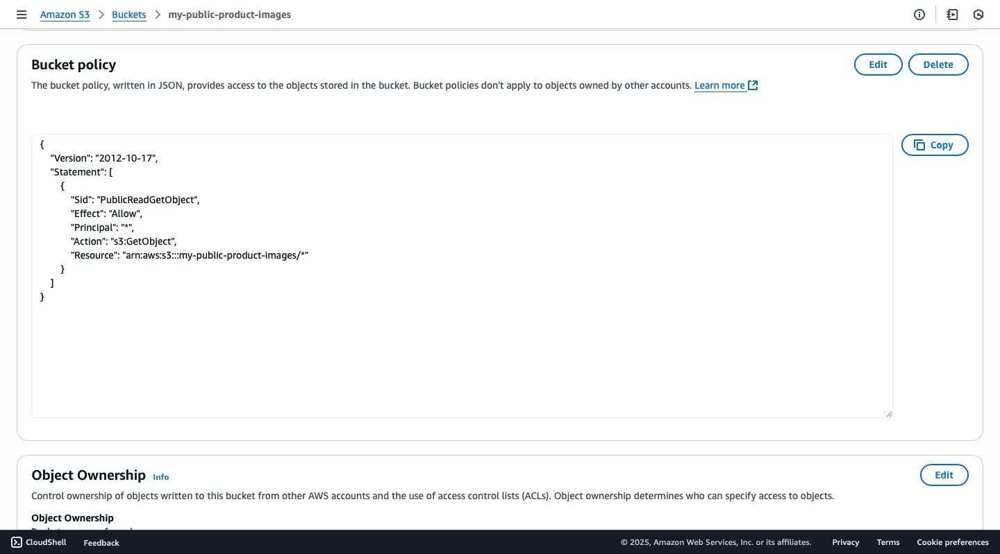 Amazon S3 > Buckets > my-public-product-images
Bucket policy
Edit
Delete
The bucket policy, written in JSON, provides access to the objects stored in the bucket. Bucket policies don't apply to objects owned by other accounts. Learn more
{
"Version": "2012-10-17",
"Statement": [
{
"Sid": "PublicReadGetObject",
"Effect": "Allow",
"Principal": "*",
"Action": "s3:GetObject",
"Resource": "arn:aws:s3:::my-public-product-images/*"
}
]
}
Copy
Object Ownership Info
Edit
Control ownership of objects written to this bucket from other AWS accounts and the use of access control lists (ACLs). Object ownership determines who can specify access to objects.
Object Ownership
CloudShell
Feedback
© 2025, Amazon Web Services, Inc. or its affiliates.
Privacy
Terms
Cookie preferences